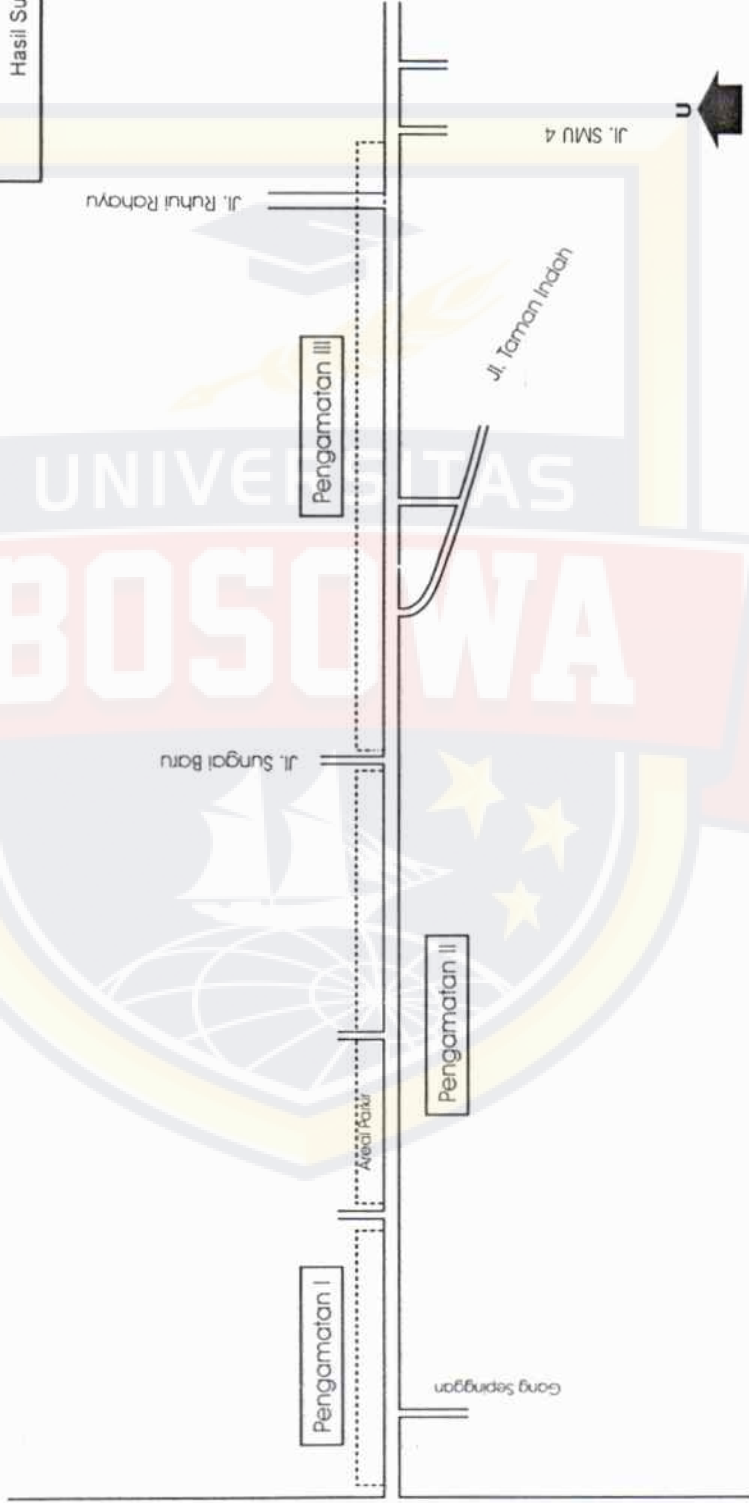 Hasil Su
Jl. SMU 4
U
Jl. Ruhui Rahayu
Jl. Taman Indah
Pengamatan III
UNIVERSITAS
BOSOWA
Jl. Sungai Baru
Pengamatan II
Areal Parkir
Pengamatan I
Gang Sepinggan